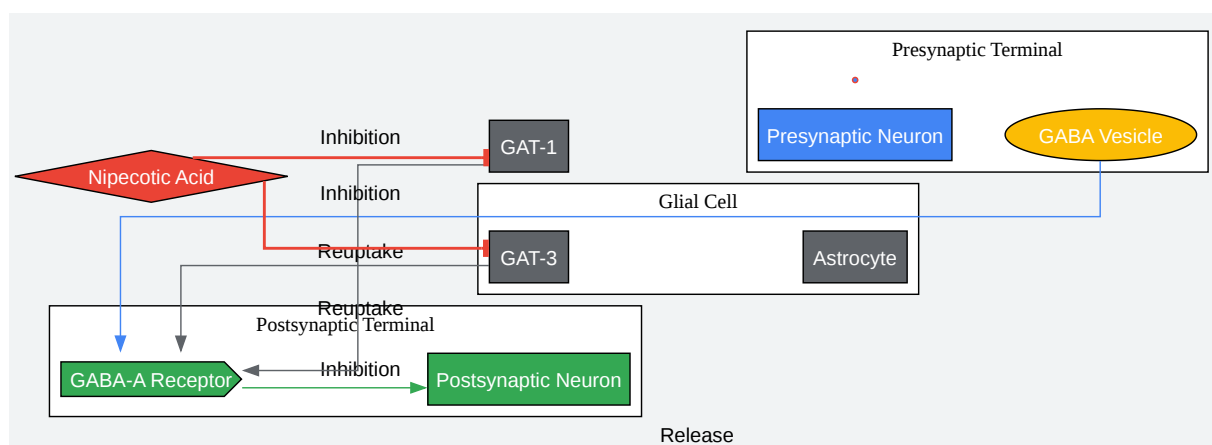 Presynaptic Terminal
Presynaptic Neuron
GABA Vesicle
Inhibition
GAT-1
Nipecotic Acid
Inhibition
Glial Cell
Reuptake
GAT-3
Astrocyte
Reuptake
Postsynaptic Terminal
GABA-A Receptor
Inhibition
Postsynaptic Neuron
Release